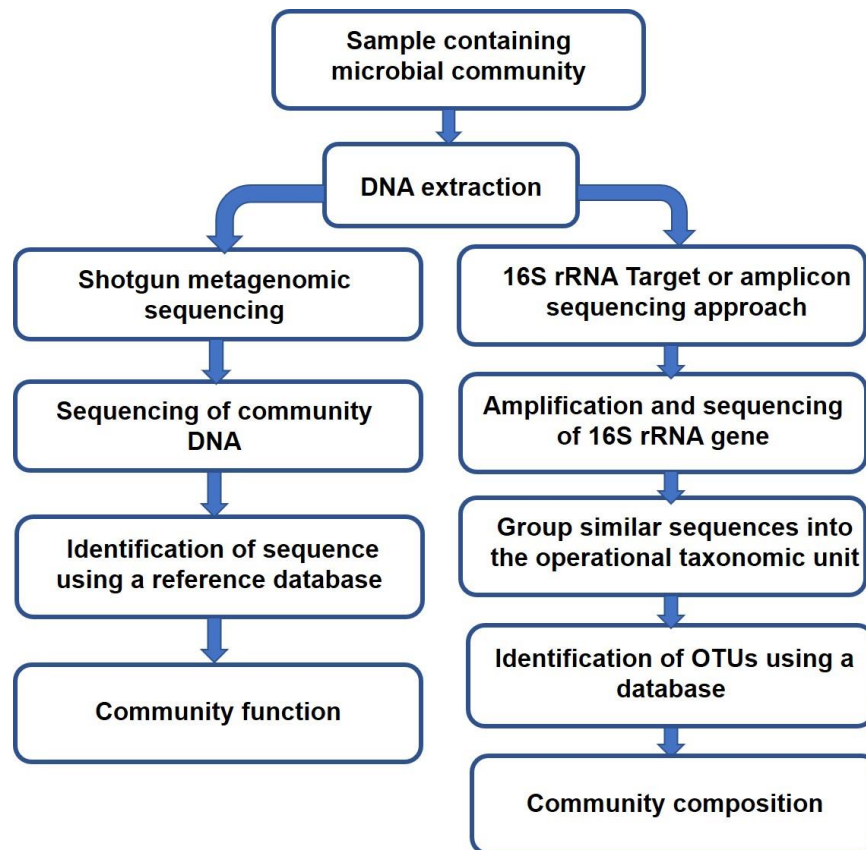 Sample containing
microbial community
DNA extraction
Shotgun metagenomic
sequencing
Sequencing of community
DNA
Identification of sequence
using a reference database
Community function
16S rRNA Target or amplicon
sequencing approach
Amplification and sequencing
of 16S rRNA gene
Group similar sequences into
the operational taxonomic unit
Identification of OTUs using a
database
Community composition